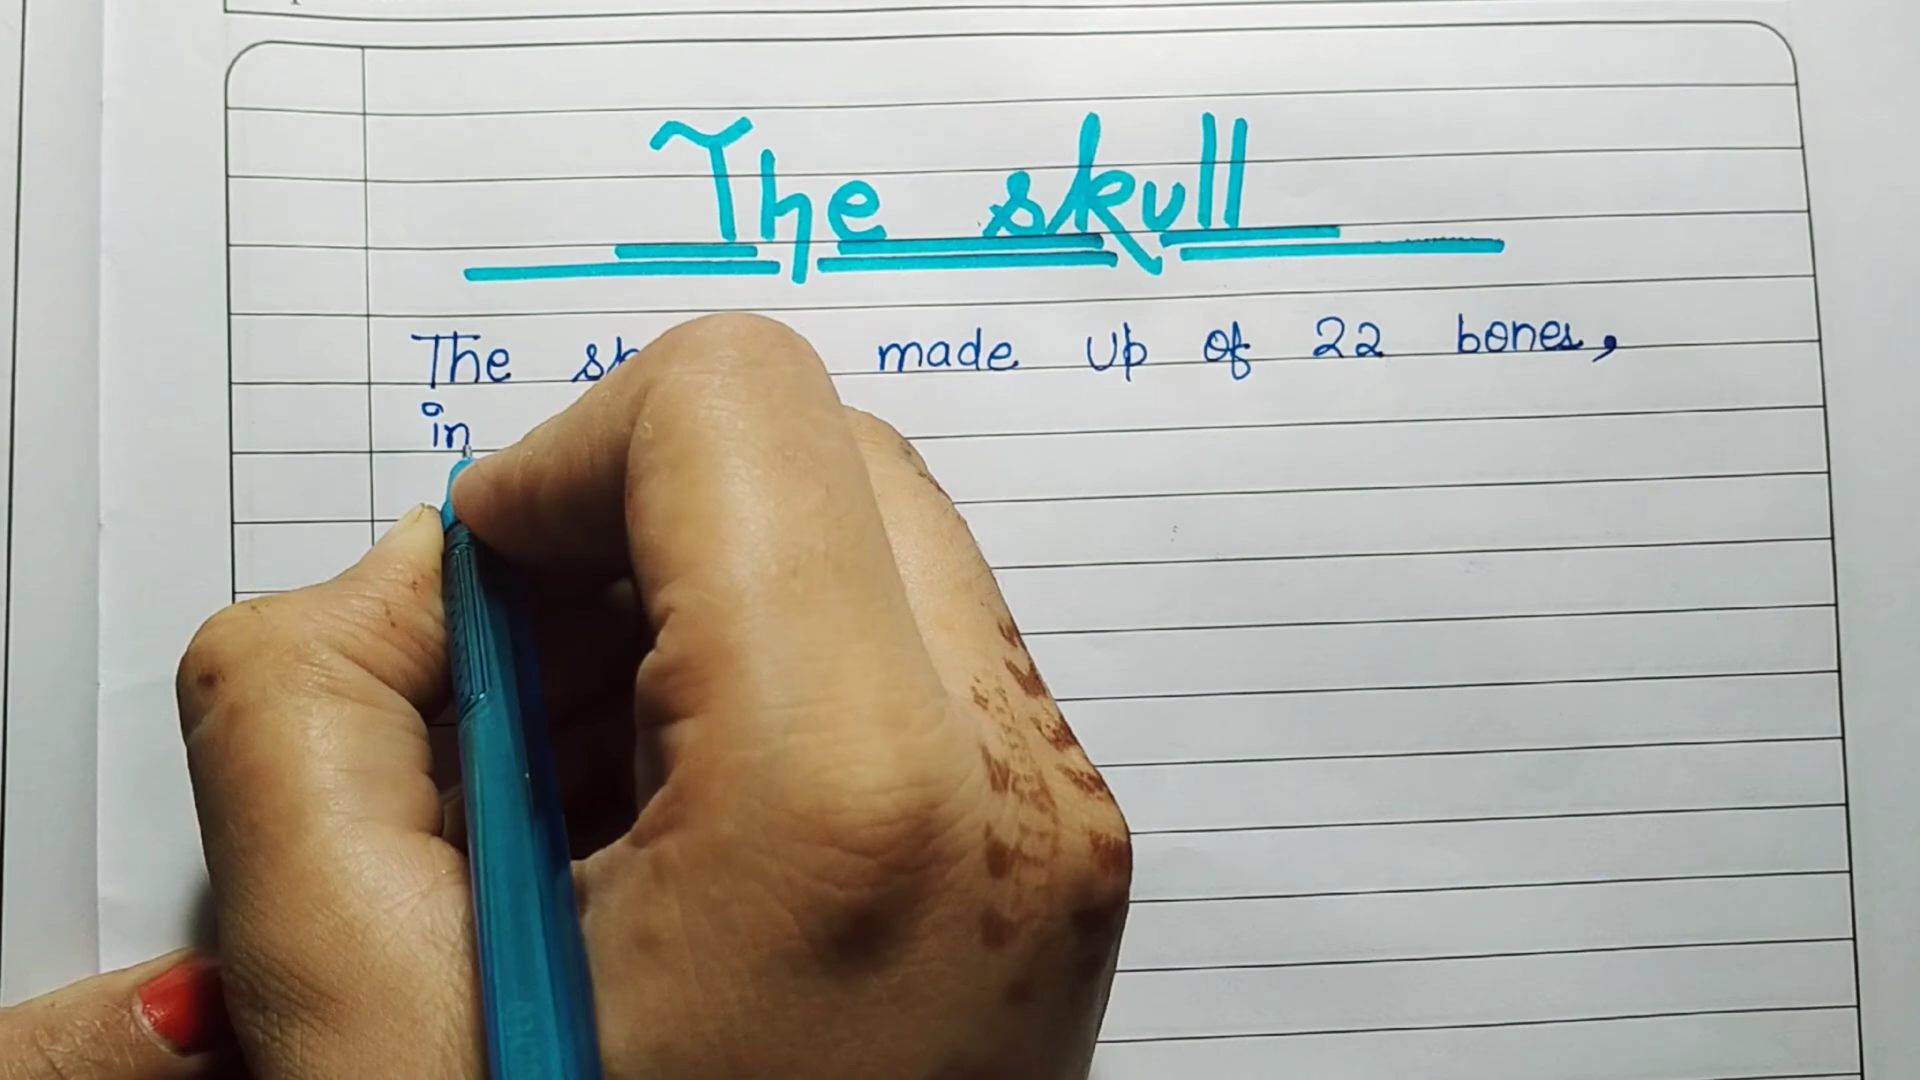 The skull
The made up of 22 bones,
in